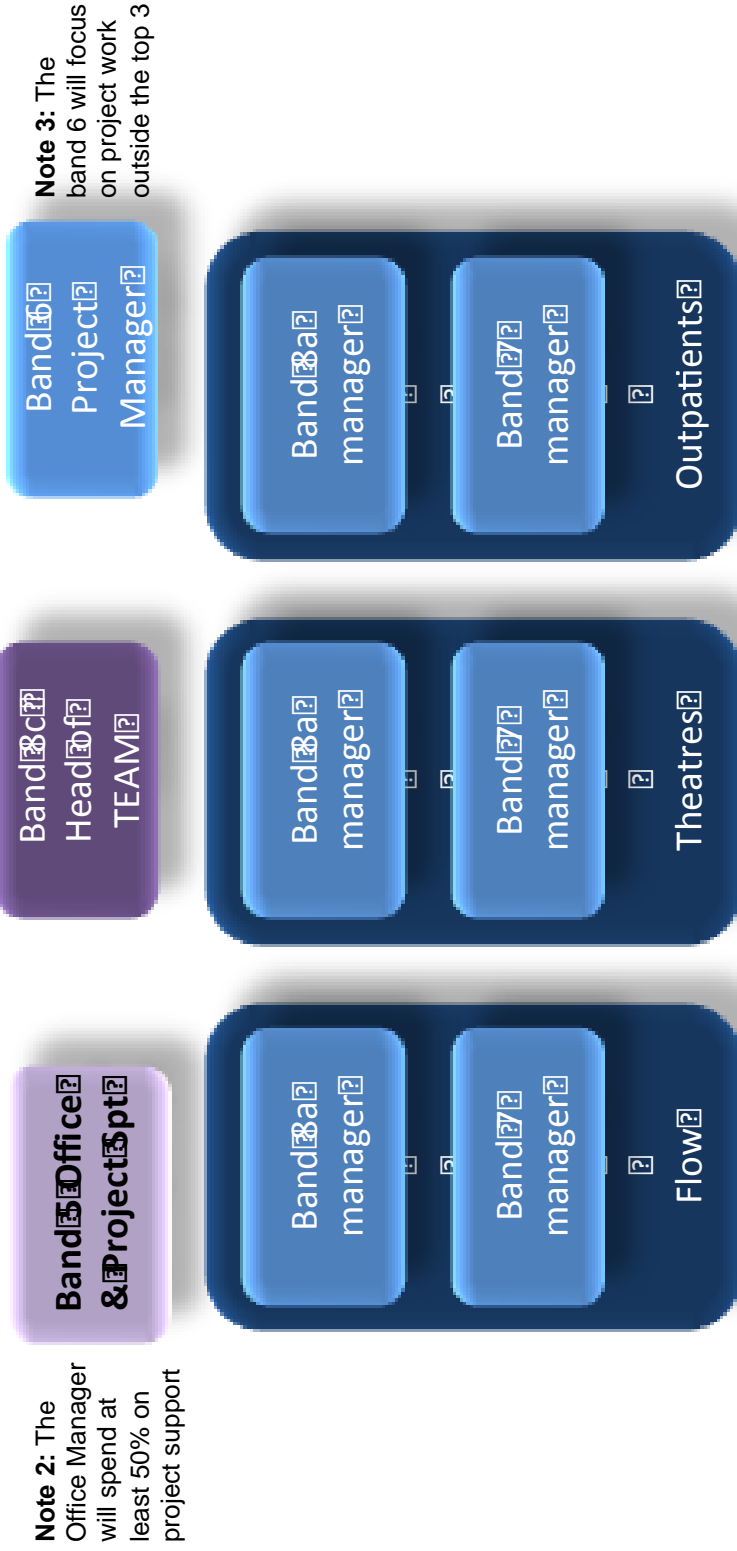 Note 2: The
Office Manager
will spend at
least 50% on
project support
Band 5 Office
& Project Spt
Band 8c
Head of
TEAM
Band 6
Project
Manager
Note 3: The
band 6 will focus
on project work
outside the top 3
Band 8a
manager
Band 7
manager
Flow
Band 8a
manager
Band 7
manager
Theatres
Band 8a
manager
Band 7
manager
Outpatients